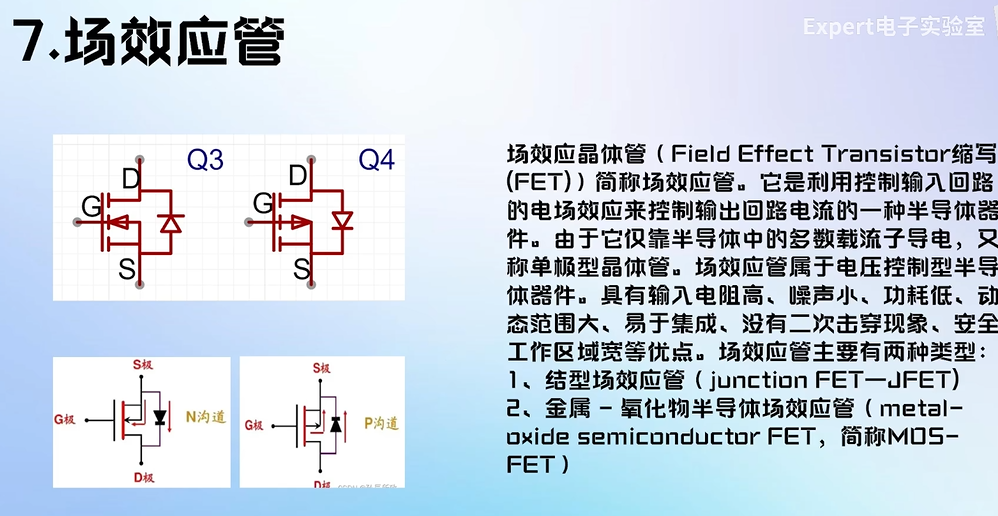 7.场效应管
Expert电子实验室
D
Q3
G
S
D
Q4
G
S
S极
G极
N沟道
D极
S极
G极
P沟道
D极
场效应晶体管（Field Effect Transistor缩写
(FET)）简称场效应管。它是利用控制输入回路
的电场效应来控制输出回路电流的一种半导体器
件。由于它仅靠半导体中的多数载流子导电，又
称单极型晶体管。场效应管属于电压控制型半导
体器件。具有输入电阻高、噪声小、功耗低、动
态范围大、易于集成、没有二次击穿现象、安全
工作区域宽等优点。场效应管主要有两种类型：
1、结型场效应管（junction FET—JFET)
2、金属 - 氧化物半导体场效应管（metal-
oxide semiconductor FET，简称MOS-
FET）